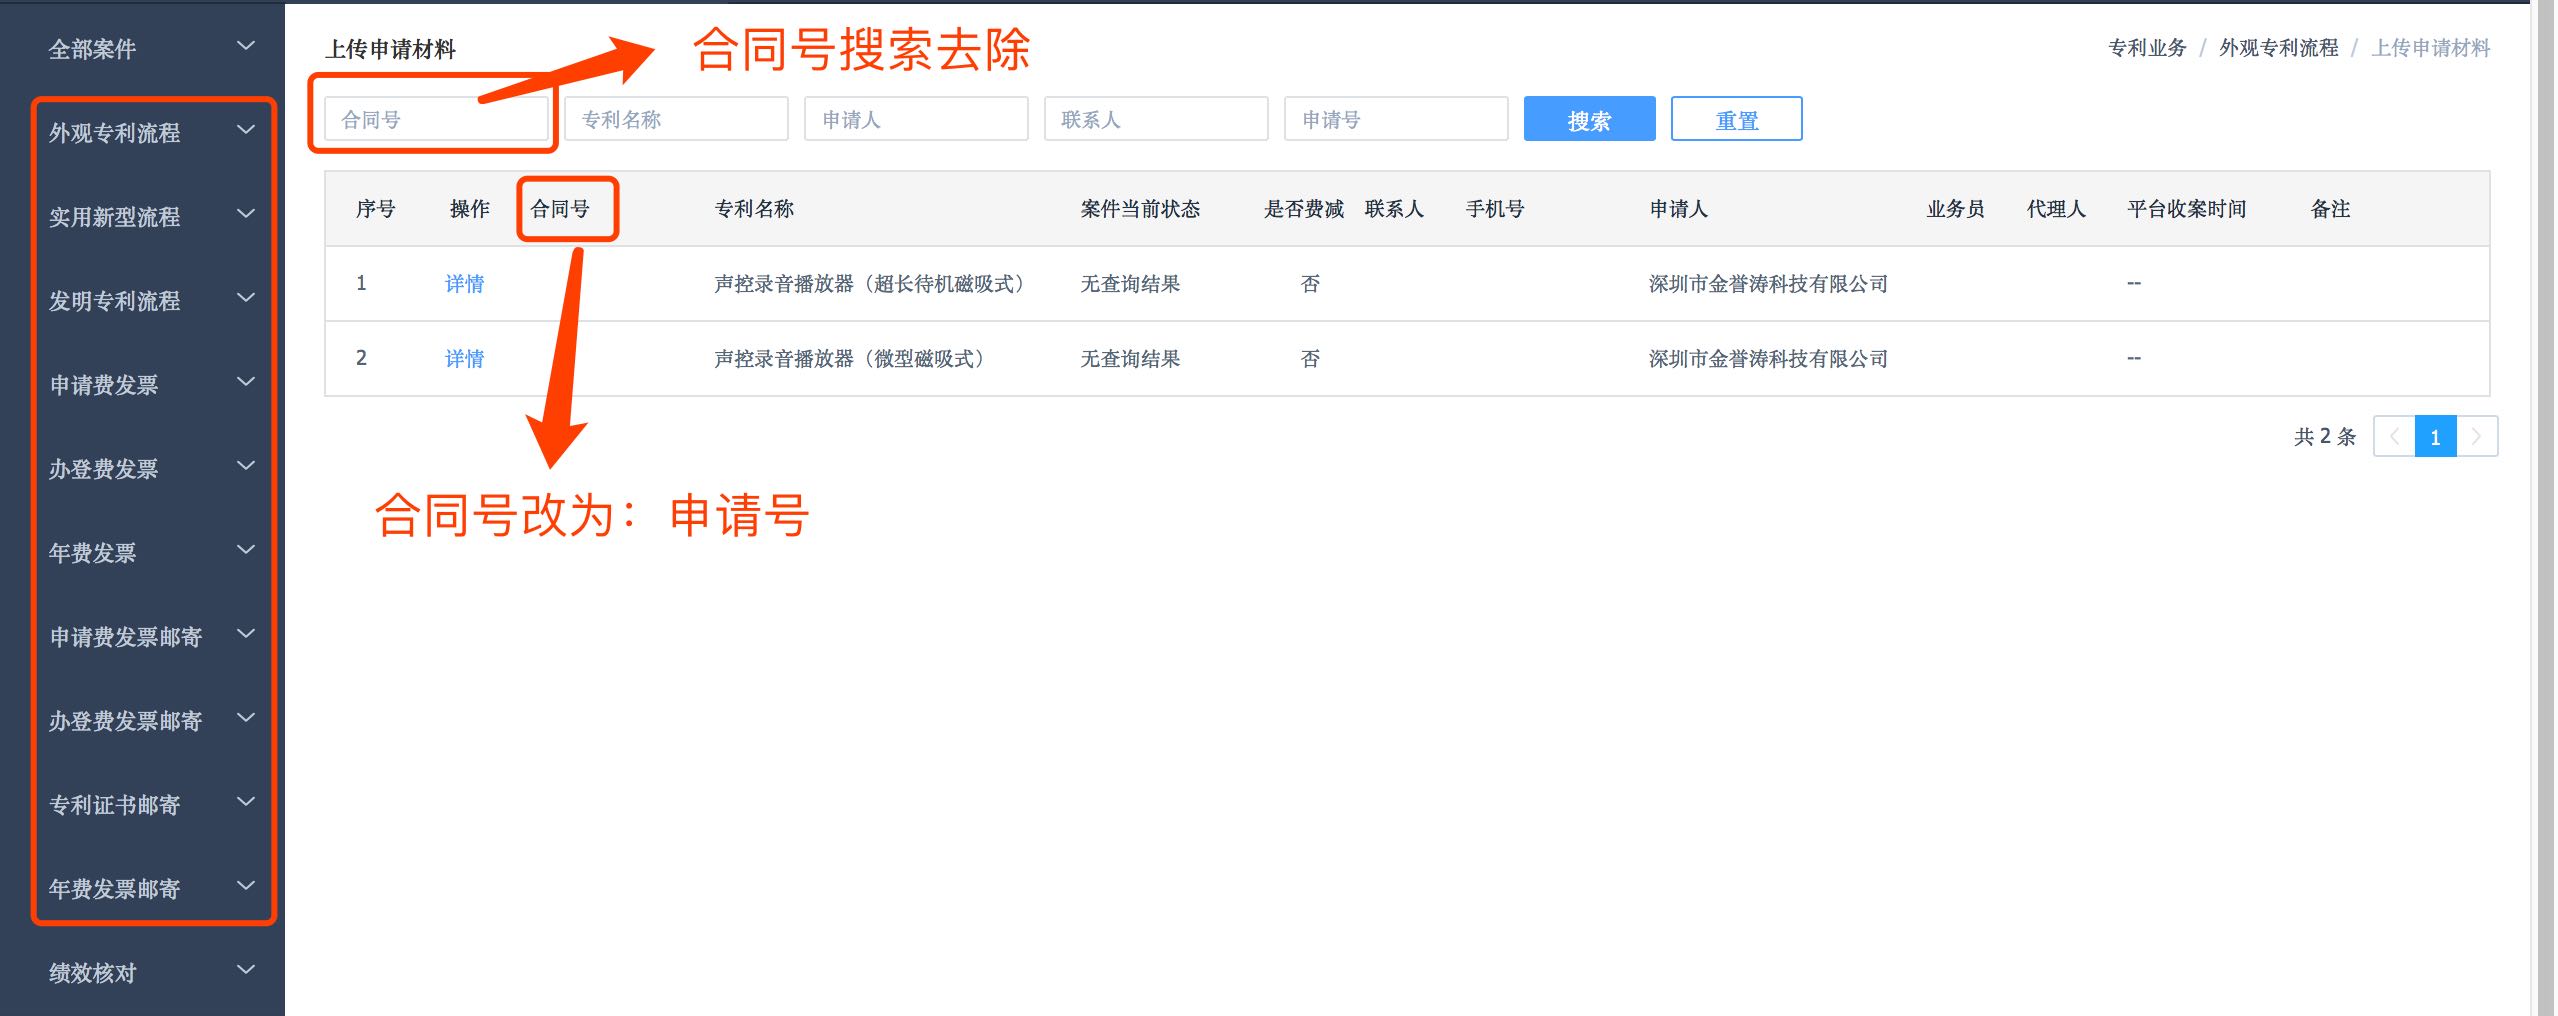 全部案件
外观专利流程
实用新型流程
发明专利流程
申请费发票
办登费发票
年费发票
申请费发票邮寄
办登费发票邮寄
专利证书邮寄
年费发票邮寄
绩效核对
上传申请材料
合同号搜索去除
专利业务 / 外观专利流程 / 上传申请材料
合同号 专利名称 申请人 联系人 申请号 搜索 重置
序号 操作 合同号 专利名称 案件当前状态 是否费减 联系人 手机号 申请人 业务员 代理人 平台收案时间 备注
1 详情 声控录音播放器（超长待机磁吸式） 无查询结果 否 深圳市金誉涛科技有限公司 --
2 详情 声控录音播放器（微型磁吸式） 无查询结果 否 深圳市金誉涛科技有限公司 --
共 2 条 1
合同号改为：申请号